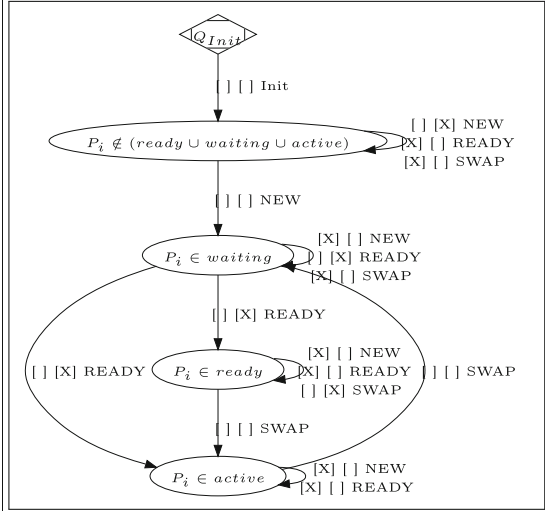 Q_Init
[ ] [ ] Init
P_i ∉ (ready ∪ waiting ∪ active)
[ ] [X] NEW
[X] [ ] READY
[X] [ ] SWAP
[ ] [ ] NEW
P_i ∈ waiting
[X] [ ] NEW
[ ] [X] READY
[X] [ ] SWAP
[ ] [X] READY
[ ] [X] READY
P_i ∈ ready
[X] [ ] NEW
[X] [ ] READY
[ ] [X] SWAP
[ ] [ ] SWAP
[ ] [ ] SWAP
P_i ∈ active
[X] [ ] NEW
[X] [ ] READY